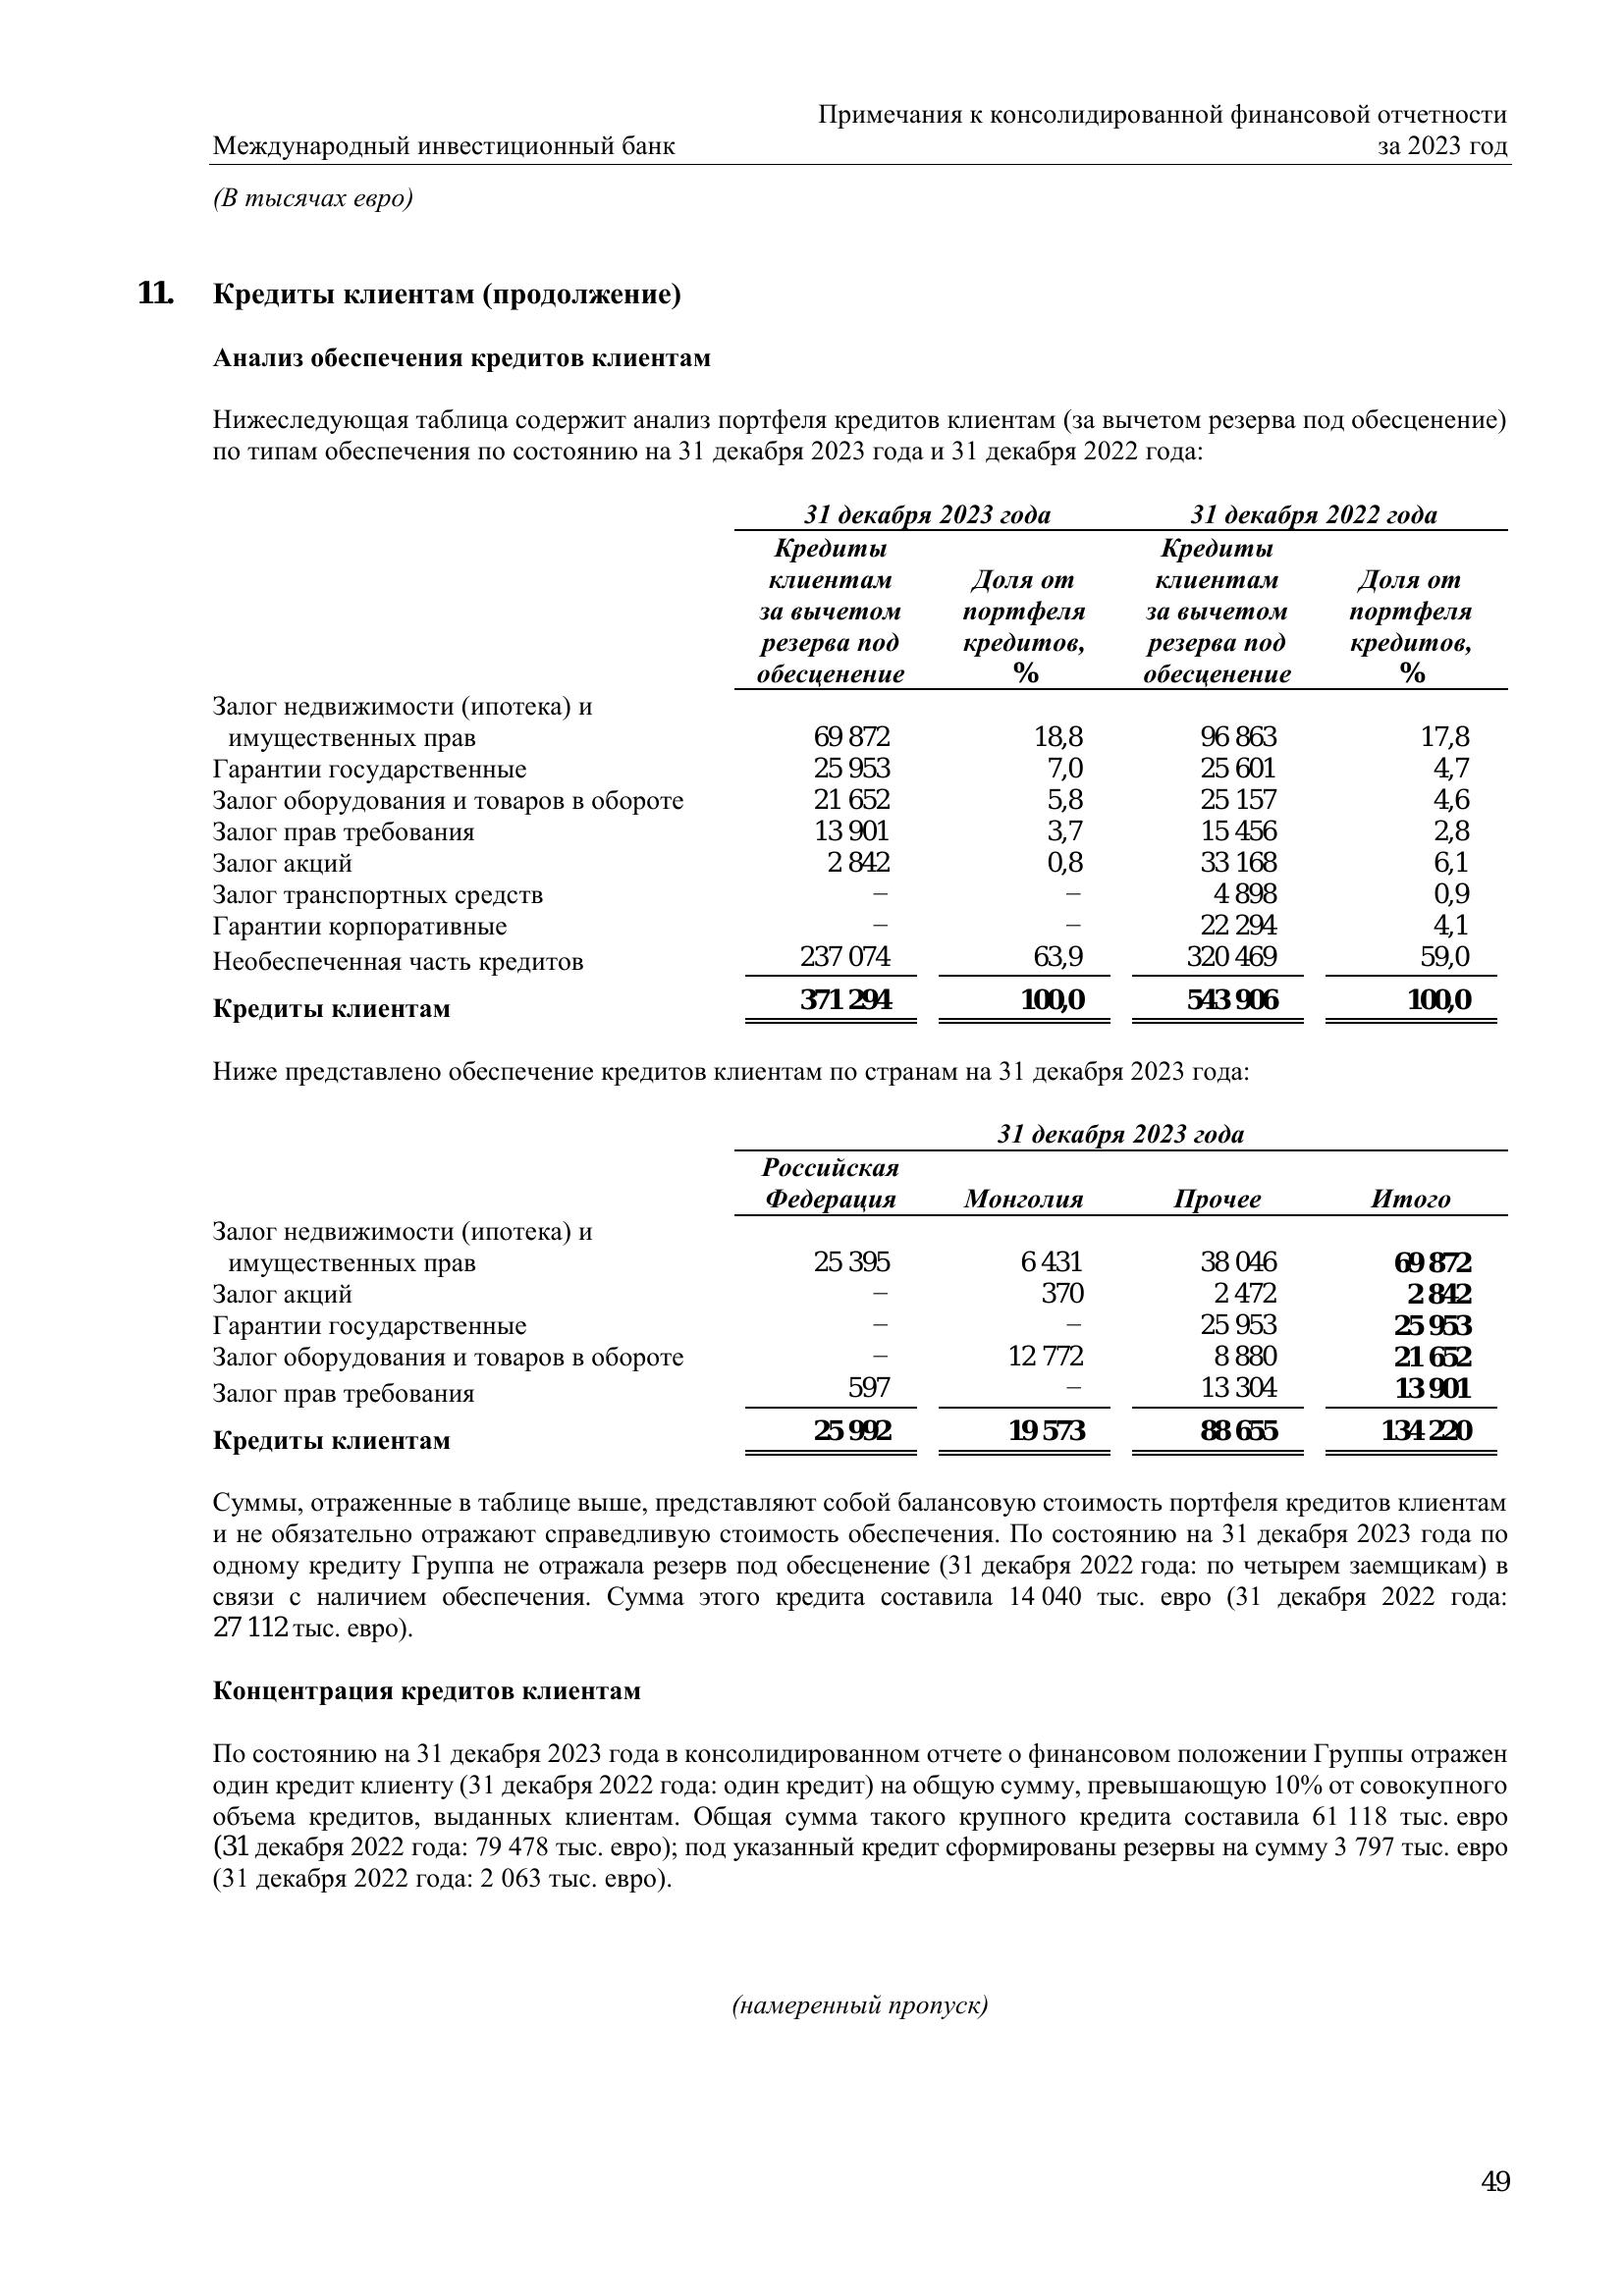 Примечания к консолидированной финансовой отчетности
Международный инвестиционный банк за 2023 год
(В тысячах евро)
11. Кредиты клиентам (продолжение)
Анализ обеспечения кредитов клиентам
Нижеследующая таблица содержит анализ портфеля кредитов клиентам (за вычетом резерва под обесценение)
по типам обеспечения по состоянию на 31 декабря 2023 года и 31 декабря 2022 года:
31 декабря 2023 года 31 декабря 2022 года
Кредиты Кредиты
клиентам Доля от клиентам Доля от
за вычетом портфеля за вычетом портфеля
резерва под кредитов, резерва под кредитов,
обесценение % обесценение %
Залог недвижимости (ипотека) и
имущественных прав 69 872 18,8 96 863 17,8
Гарантии государственные 25 953 7,0 25 601 4,7
Залог оборудования и товаров в обороте 21 652 5,8 25 157 4,6
Залог прав требования 13 901 3,7 15 456 2,8
Залог акций 2 842 0,8 33 168 6,1
Залог транспортных средств – – 4 898 0,9
Гарантии корпоративные – – 22 294 4,1
Необеспеченная часть кредитов 237 074 63,9 320 469 59,0
Кредиты клиентам 371 294 100,0 543 906 100,0
Ниже представлено обеспечение кредитов клиентам по странам на 31 декабря 2023 года:
31 декабря 2023 года
Российская
Федерация Монголия Прочее Итого
Залог недвижимости (ипотека) и
имущественных прав 25 395 6 431 38 046 69 872
Залог акций – 370 2 472 2 842
Гарантии государственные – – 25 953 25 953
Залог оборудования и товаров в обороте – 12 772 8 880 21 652
Залог прав требования 597 – 13 304 13 901
Кредиты клиентам 25 992 19 573 88 655 134 220
Суммы, отраженные в таблице выше, представляют собой балансовую стоимость портфеля кредитов клиентам
и не обязательно отражают справедливую стоимость обеспечения. По состоянию на 31 декабря 2023 года по
одному кредиту Группа не отражала резерв под обесценение (31 декабря 2022 года: по четырем заемщикам) в
связи с наличием обеспечения. Сумма этого кредита составила 14 040 тыс. евро (31 декабря 2022 года:
27 112 тыс. евро).
Концентрация кредитов клиентам
По состоянию на 31 декабря 2023 года в консолидированном отчете о финансовом положении Группы отражен
один кредит клиенту (31 декабря 2022 года: один кредит) на общую сумму, превышающую 10% от совокупного
объема кредитов, выданных клиентам. Общая сумма такого крупного кредита составила 61 118 тыс. евро
(31 декабря 2022 года: 79 478 тыс. евро); под указанный кредит сформированы резервы на сумму 3 797 тыс. евро
(31 декабря 2022 года: 2 063 тыс. евро).
(намеренный пропуск)
49